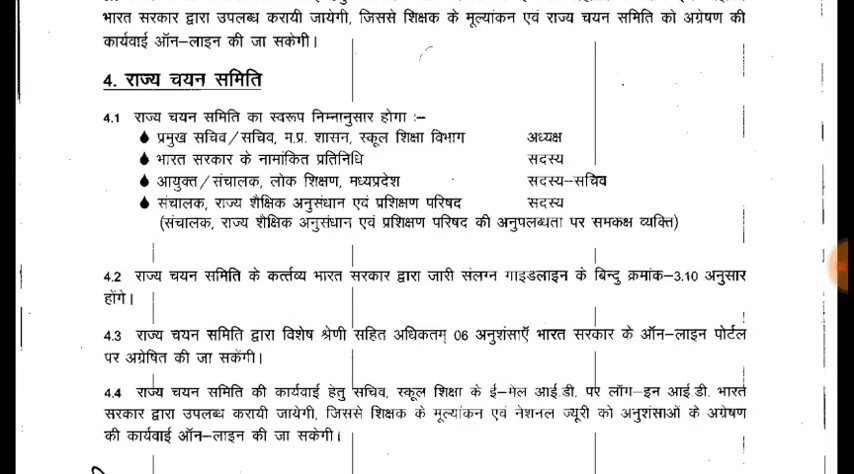 भारत सरकार द्वारा उपलब्ध करायी जायेगी, जिससे शिक्षक के मूल्यांकन एवं राज्य चयन समिति को अग्रेषण की
कार्यवाई ऑन–लाइन की जा सकेगी।
4. राज्य चयन समिति
4.1 राज्य चयन समिति का स्वरूप निम्नानुसार होगा :–
प्रमुख सचिव/सचिव, म.प्र. शासन, स्कूल शिक्षा विभाग अध्यक्ष
भारत सरकार के नामांकित प्रतिनिधि सदस्य
आयुक्त/संचालक, लोक शिक्षण, मध्यप्रदेश सदस्य–सचिव
संचालक, राज्य शैक्षिक अनुसंधान एवं प्रशिक्षण परिषद सदस्य
(संचालक, राज्य शैक्षिक अनुसंधान एवं प्रशिक्षण परिषद की अनुपलब्धता पर समकक्ष व्यक्ति)
4.2 राज्य चयन समिति के कर्त्तव्य भारत सरकार द्वारा जारी संलग्न गाइडलाइन के बिन्दु क्रमांक–3.10 अनुसार
होंगे।
4.3 राज्य चयन समिति द्वारा विशेष श्रेणी सहित अधिकतम् 06 अनुशंसाऍ भारत सरकार के ऑन–लाइन पोर्टल
पर अग्रेषित की जा सकेंगी।
4.4 राज्य चयन समिति की कार्यवाई हेतु सचिव, स्कूल शिक्षा के ई–मेल आई.डी. पर लॉग–इन आई.डी. भारत
सरकार द्वारा उपलब्ध करायी जायेगी, जिससे शिक्षक के मूल्यांकन एवं नेशनल ज्यूरी को अनुशंसाओं के अग्रेषण
की कार्यवाई ऑन–लाइन की जा सकेगी।